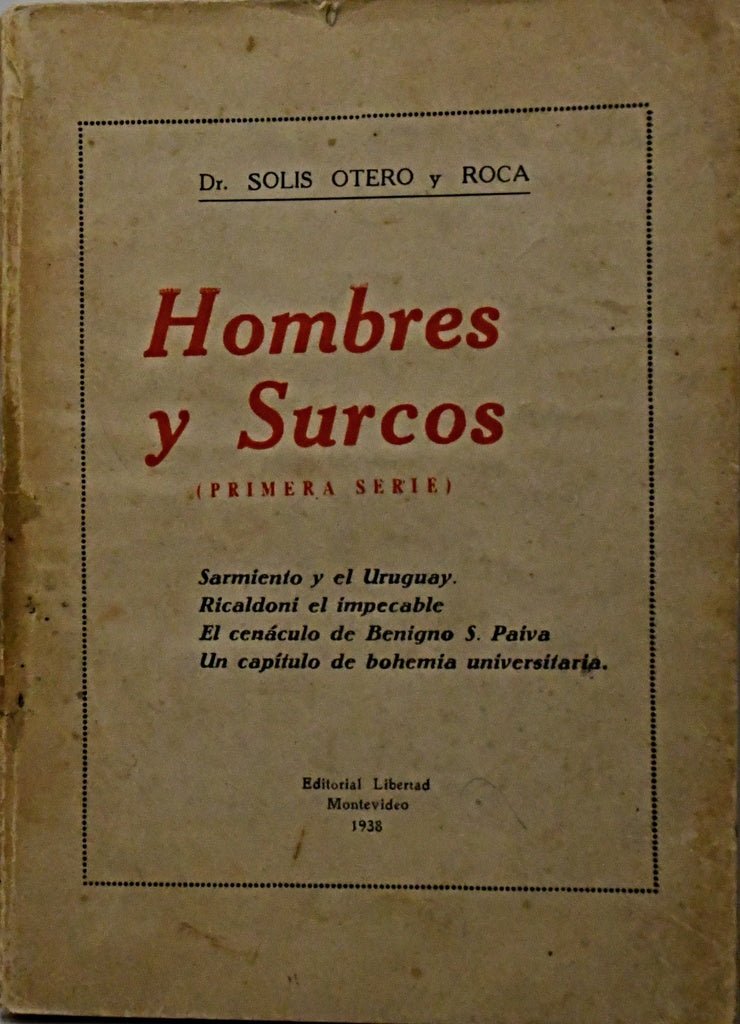 Dr. SOLIS OTERO y ROCA
Hombres
y Surcos
(PRIMERA SERIE)
Sarmiento y el Uruguay.
Ricaldoni el impecable
El cenáculo de Benigno S. Paiva
Un capítulo de bohemia universitaria.
Editorial Libertad
Montevideo
1938